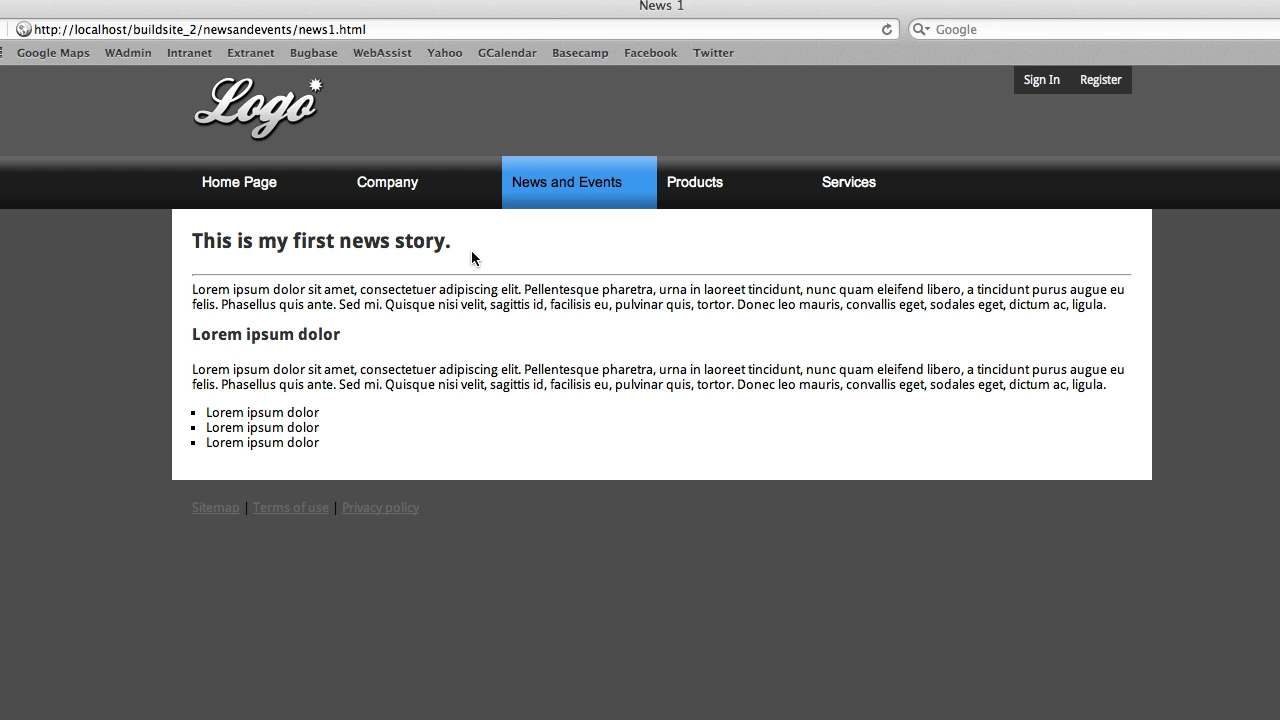 News 1
http://localhost/buildsite_2/newsandevents/news1.html
Google
Google Maps WAdmin Intranet Extranet Bugbase WebAssist Yahoo GCalendar Basecamp Facebook Twitter
Logo
Sign In Register
Home Page Company News and Events Products Services
This is my first news story.
Lorem ipsum dolor sit amet, consectetuer adipiscing elit. Pellentesque pharetra, urna in laoreet tincidunt, nunc quam eleifend libero, a tincidunt purus augue eu
felis. Phasellus quis ante. Sed mi. Quisque nisi velit, sagittis id, facilisis eu, pulvinar quis, tortor. Donec leo mauris, convallis eget, sodales eget, dictum ac, ligula.
Lorem ipsum dolor
Lorem ipsum dolor sit amet, consectetuer adipiscing elit. Pellentesque pharetra, urna in laoreet tincidunt, nunc quam eleifend libero, a tincidunt purus augue eu
felis. Phasellus quis ante. Sed mi. Quisque nisi velit, sagittis id, facilisis eu, pulvinar quis, tortor. Donec leo mauris, convallis eget, sodales eget, dictum ac, ligula.
Lorem ipsum dolor
Lorem ipsum dolor
Lorem ipsum dolor
Sitemap | Terms of use | Privacy policy